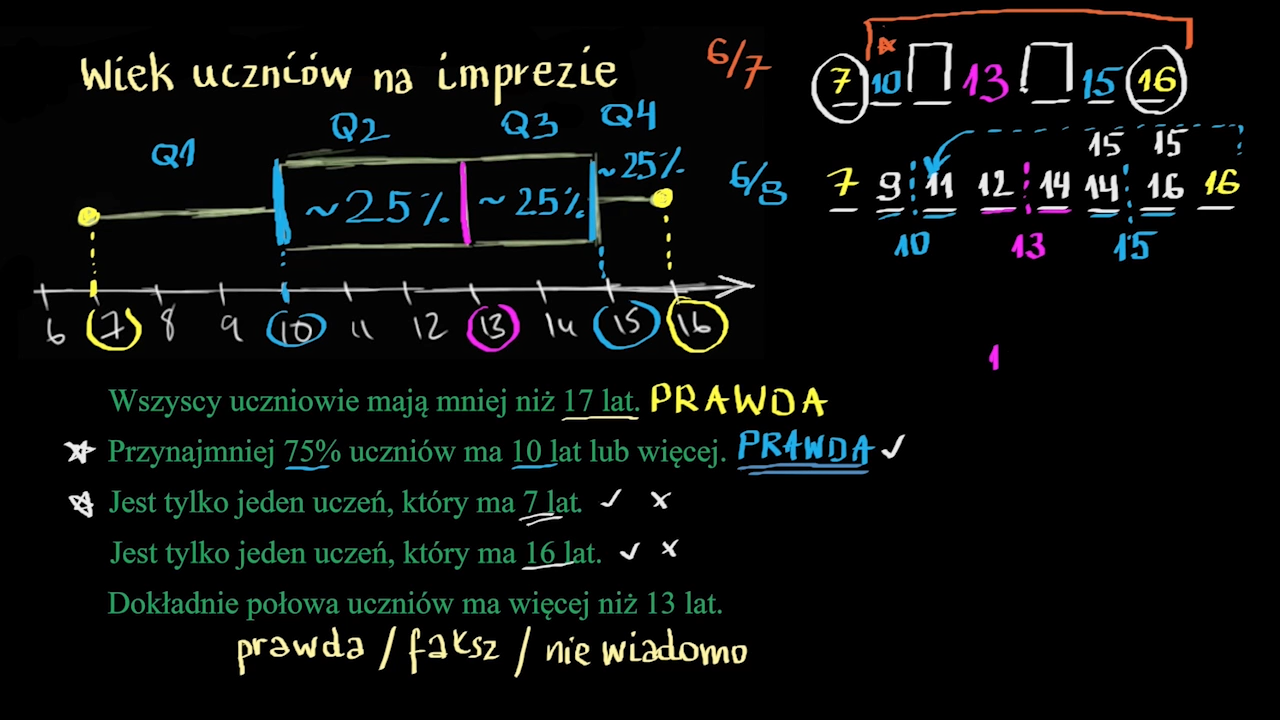 Wiek uczniów na imprezie
Q1 Q2 Q3 Q4
~25% ~25% ~25%
6 7 8 9 10 11 12 13 14 15 16
6/7 7 10 13 15 16
15 15
6/8 7 9 11 12 14 14 16 16
10 13 15
1
Wszyscy uczniowie mają mniej niż 17 lat. PRAWDA
Przynajmniej 75% uczniów ma 10 lat lub więcej. PRAWDA ✓
Jest tylko jeden uczeń, który ma 7 lat. ✓ x
Jest tylko jeden uczeń, który ma 16 lat. ✓ x
Dokładnie połowa uczniów ma więcej niż 13 lat.
prawda / fałsz / nie wiadomo